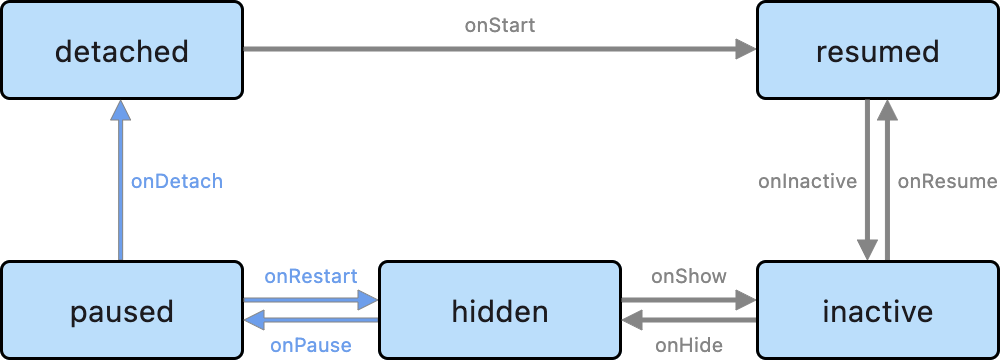 detached
onStart
resumed
onDetach
onInactive
onResume
paused
onRestart
onPause
hidden
onShow
onHide
inactive